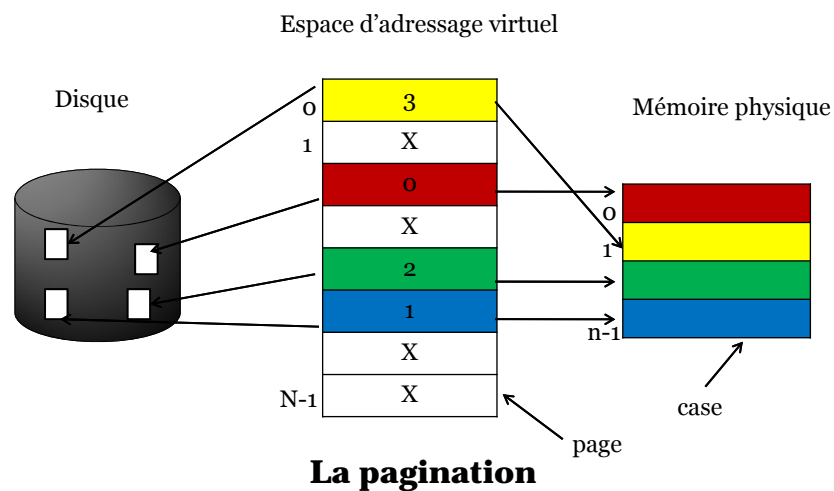 Espace d’adressage virtuel
Disque
Mémoire physique
0
3
1
X
0
X
2
1
X
N-1
X
0
1
n-1
case
page
La pagination